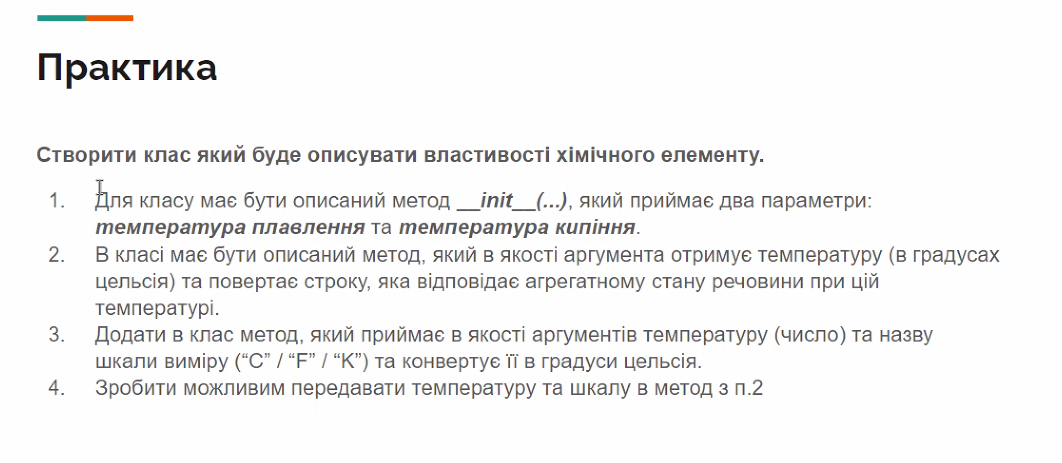 Практика
Створити клас який буде описувати властивості хімічного елементу.
1. Для класу має бути описаний метод __init__(...), який приймає два параметри:
температура плавлення та температура кипіння.
2. В класі має бути описаний метод, який в якості аргумента отримує температуру (в градусах
цельсія) та повертає строку, яка відповідає агрегатному стану речовини при цій
температурі.
3. Додати в клас метод, який приймає в якості аргументів температуру (число) та назву
шкали виміру (“C” / “F” / “K”) та конвертує її в градуси цельсія.
4. Зробити можливим передавати температуру та шкалу в метод з п.2